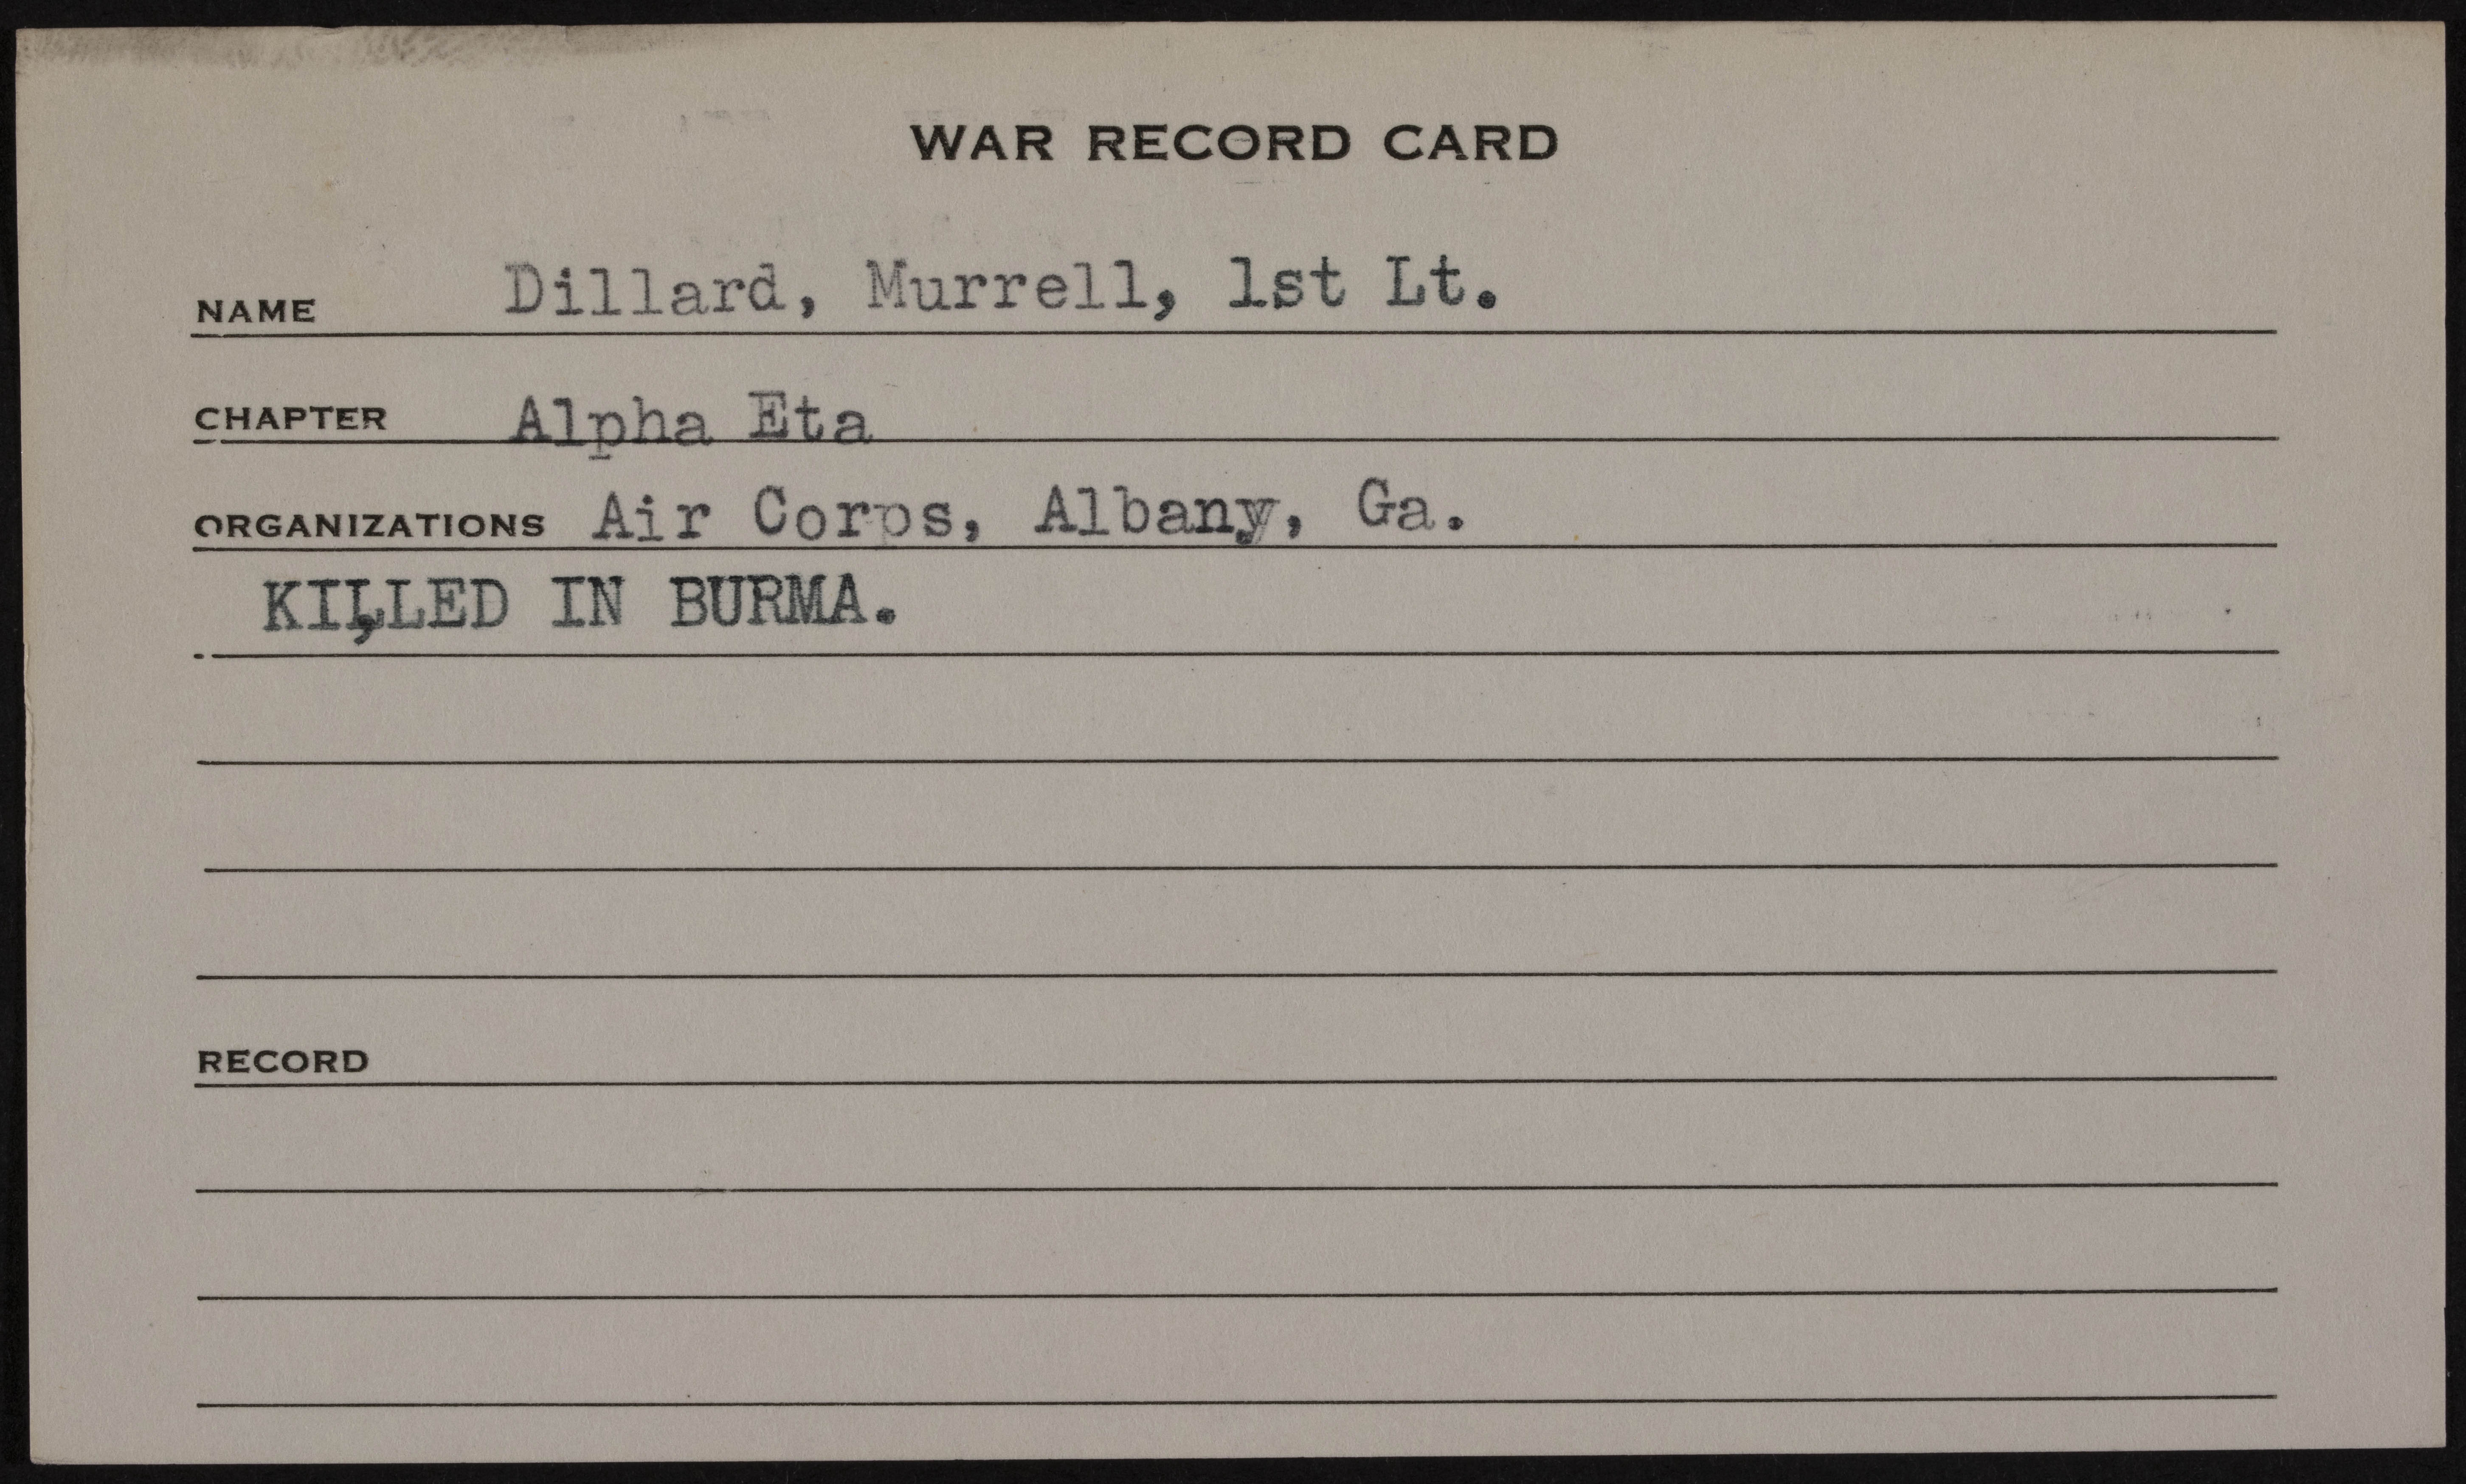 WAR RECORD CARD
NAME Dillard, Murrell, 1st Lt.
CHAPTER Alpha Eta
ORGANIZATIONS Air Corps, Albany, Ga.
KILLED IN BURMA.
RECORD